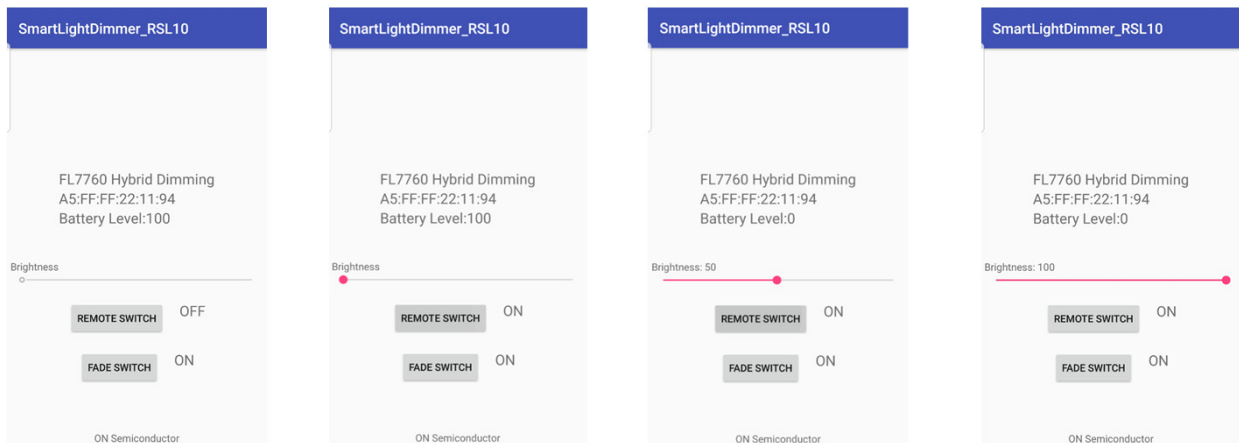 SmartLightDimmer_RSL10
FL7760 Hybrid Dimming
A5:FF:FF:22:11:94
Battery Level:100
Brightness
REMOTE SWITCH OFF
FADE SWITCH ON
ON Semiconductor
SmartLightDimmer_RSL10
FL7760 Hybrid Dimming
A5:FF:FF:22:11:94
Battery Level:100
Brightness
REMOTE SWITCH ON
FADE SWITCH ON
ON Semiconductor
SmartLightDimmer_RSL10
FL7760 Hybrid Dimming
A5:FF:FF:22:11:94
Battery Level:0
Brightness: 50
REMOTE SWITCH ON
FADE SWITCH ON
ON Semiconductor
SmartLightDimmer_RSL10
FL7760 Hybrid Dimming
A5:FF:FF:22:11:94
Battery Level:0
Brightness: 100
REMOTE SWITCH ON
FADE SWITCH ON
ON Semiconductor